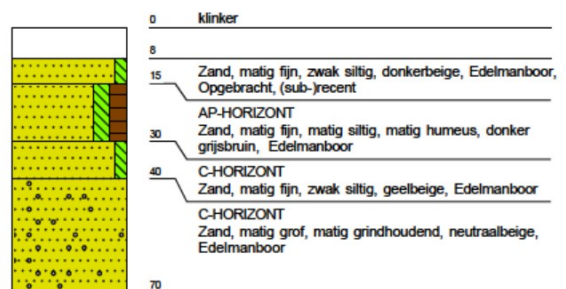 0 klinker
8
Zand, matig fijn, zwak siltig, donkerbeige, Edelmanboor,
15
Opgebracht, (sub-)recent
AP-HORIZONT
Zand, matig fijn, matig siltig, matig humeus, donker
30
grijsbruin, Edelmanboor
C-HORIZONT
40
Zand, matig fijn, zwak siltig, geelbeige, Edelmanboor
C-HORIZONT
Zand, matig grof, matig grindhoudend, neutraalbeige,
Edelmanboor
70